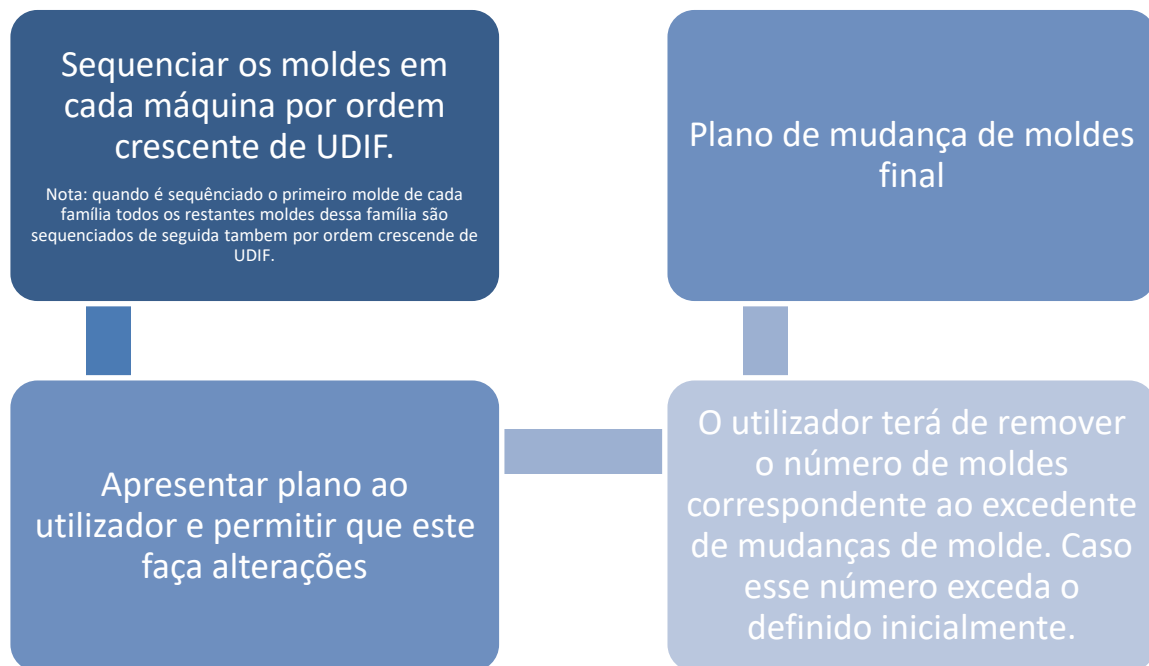 Sequenciar os moldes em
cada máquina por ordem
crescente de UDIF.
Nota: quando é sequênciado o primeiro molde de cada
família todos os restantes moldes dessa família são
sequenciados de seguida tambem por ordem crescende de
UDIF.
Apresentar plano ao
utilizador e permitir que este
faça alterações
O utilizador terá de remover
o número de moldes
correspondente ao excedente
de mudanças de molde. Caso
esse número exceda o
definido inicialmente.
Plano de mudança de moldes
final